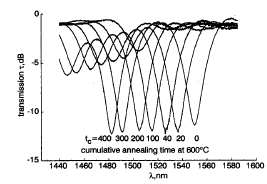 transmission τ,dB
0
-5
-10
-15
t_c=400 300 200 100 40 20 0
cumulative annealing time at 600°C
1440 1460 1480 1500 1520 1540 1560 1580 1600
λ,nm